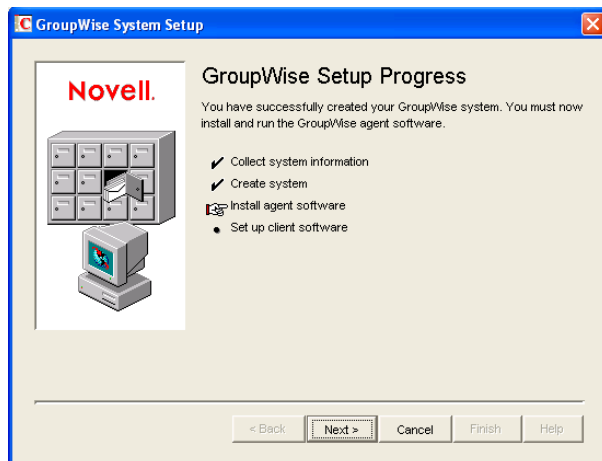 GroupWise System Setup
Novell.
GroupWise Setup Progress
You have successfully created your GroupWise system. You must now
install and run the GroupWise agent software.
Collect system information
Create system
Install agent software
Set up client software
< Back
Next >
Cancel
Finish
Help